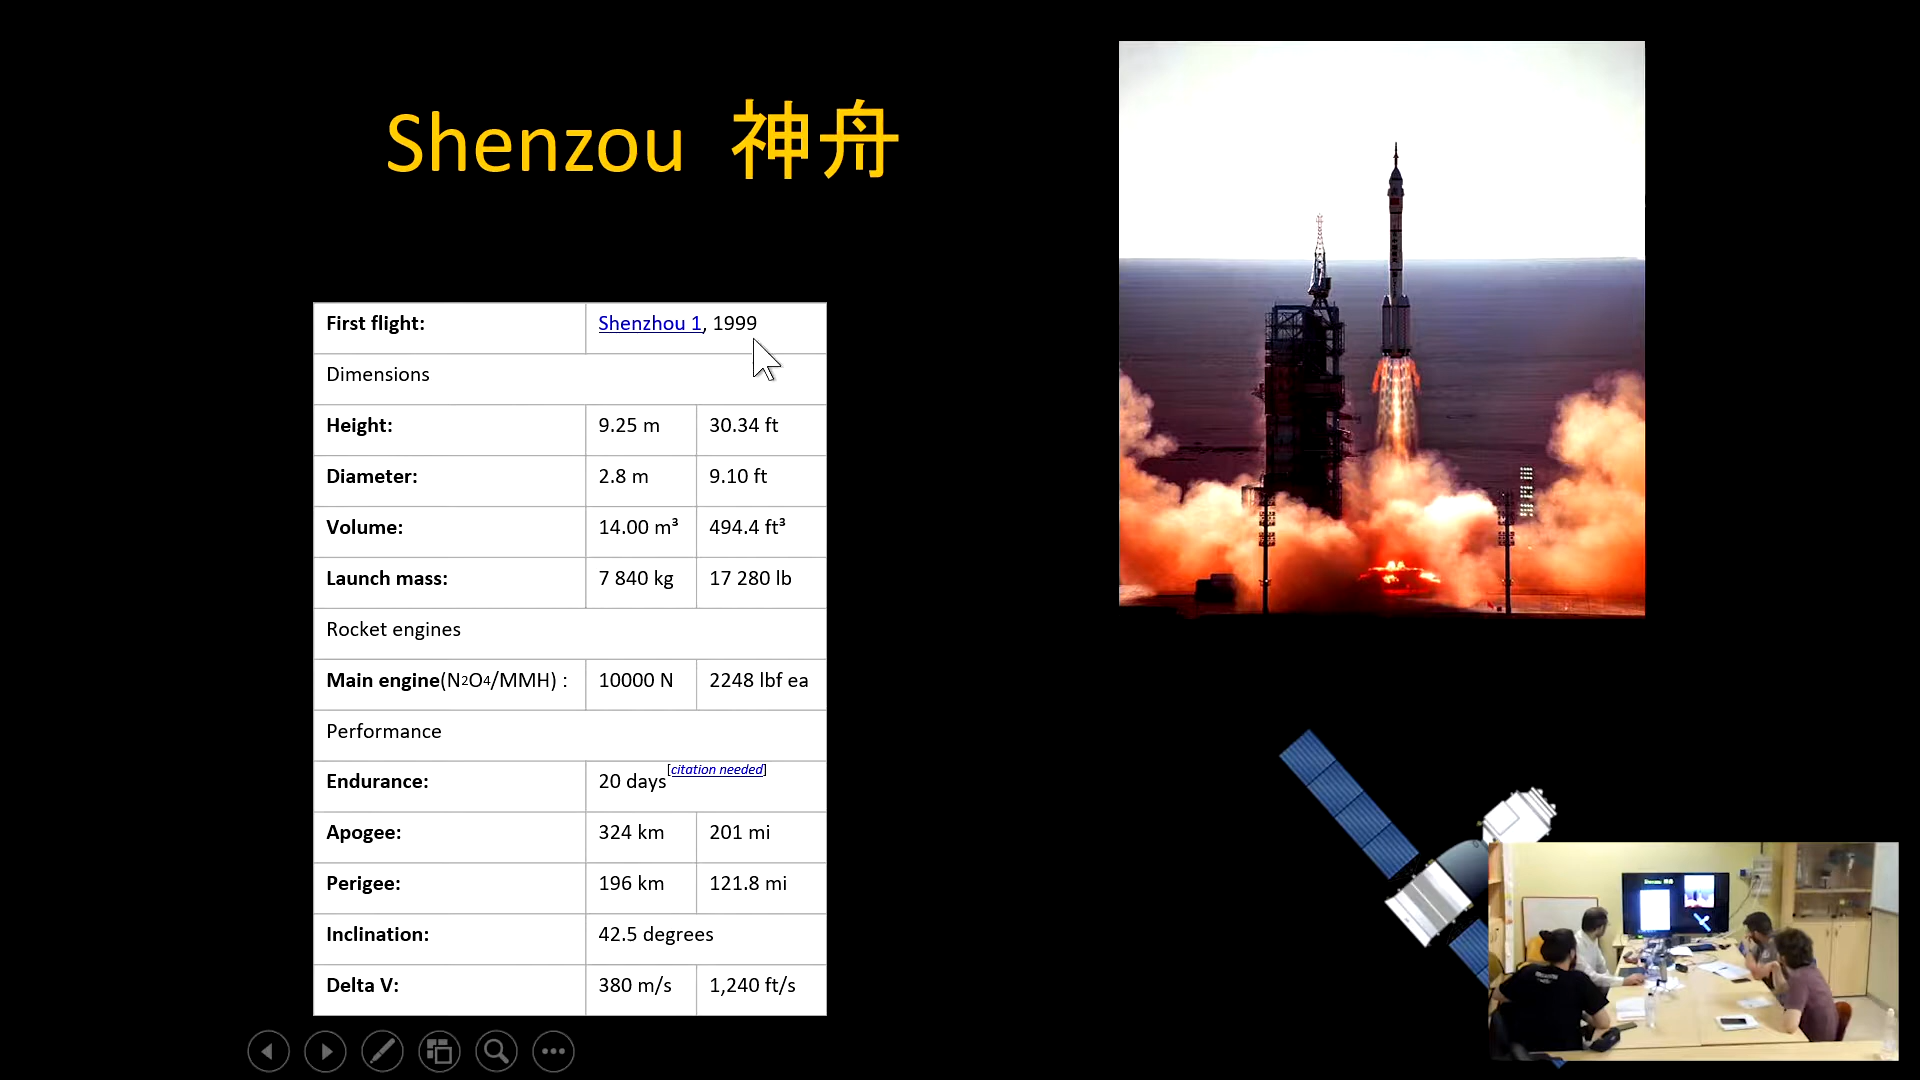 Shenzou 神舟
First flight: Shenzhou 1, 1999
Dimensions
Height: 9.25 m 30.34 ft
Diameter: 2.8 m 9.10 ft
Volume: 14.00 m³ 494.4 ft³
Launch mass: 7 840 kg 17 280 lb
Rocket engines
Main engine(N2O4/MMH) : 10000 N 2248 lbf ea
Performance
Endurance: 20 days[citation needed]
Apogee: 324 km 201 mi
Perigee: 196 km 121.8 mi
Inclination: 42.5 degrees
Delta V: 380 m/s 1,240 ft/s
Shenzou 神舟